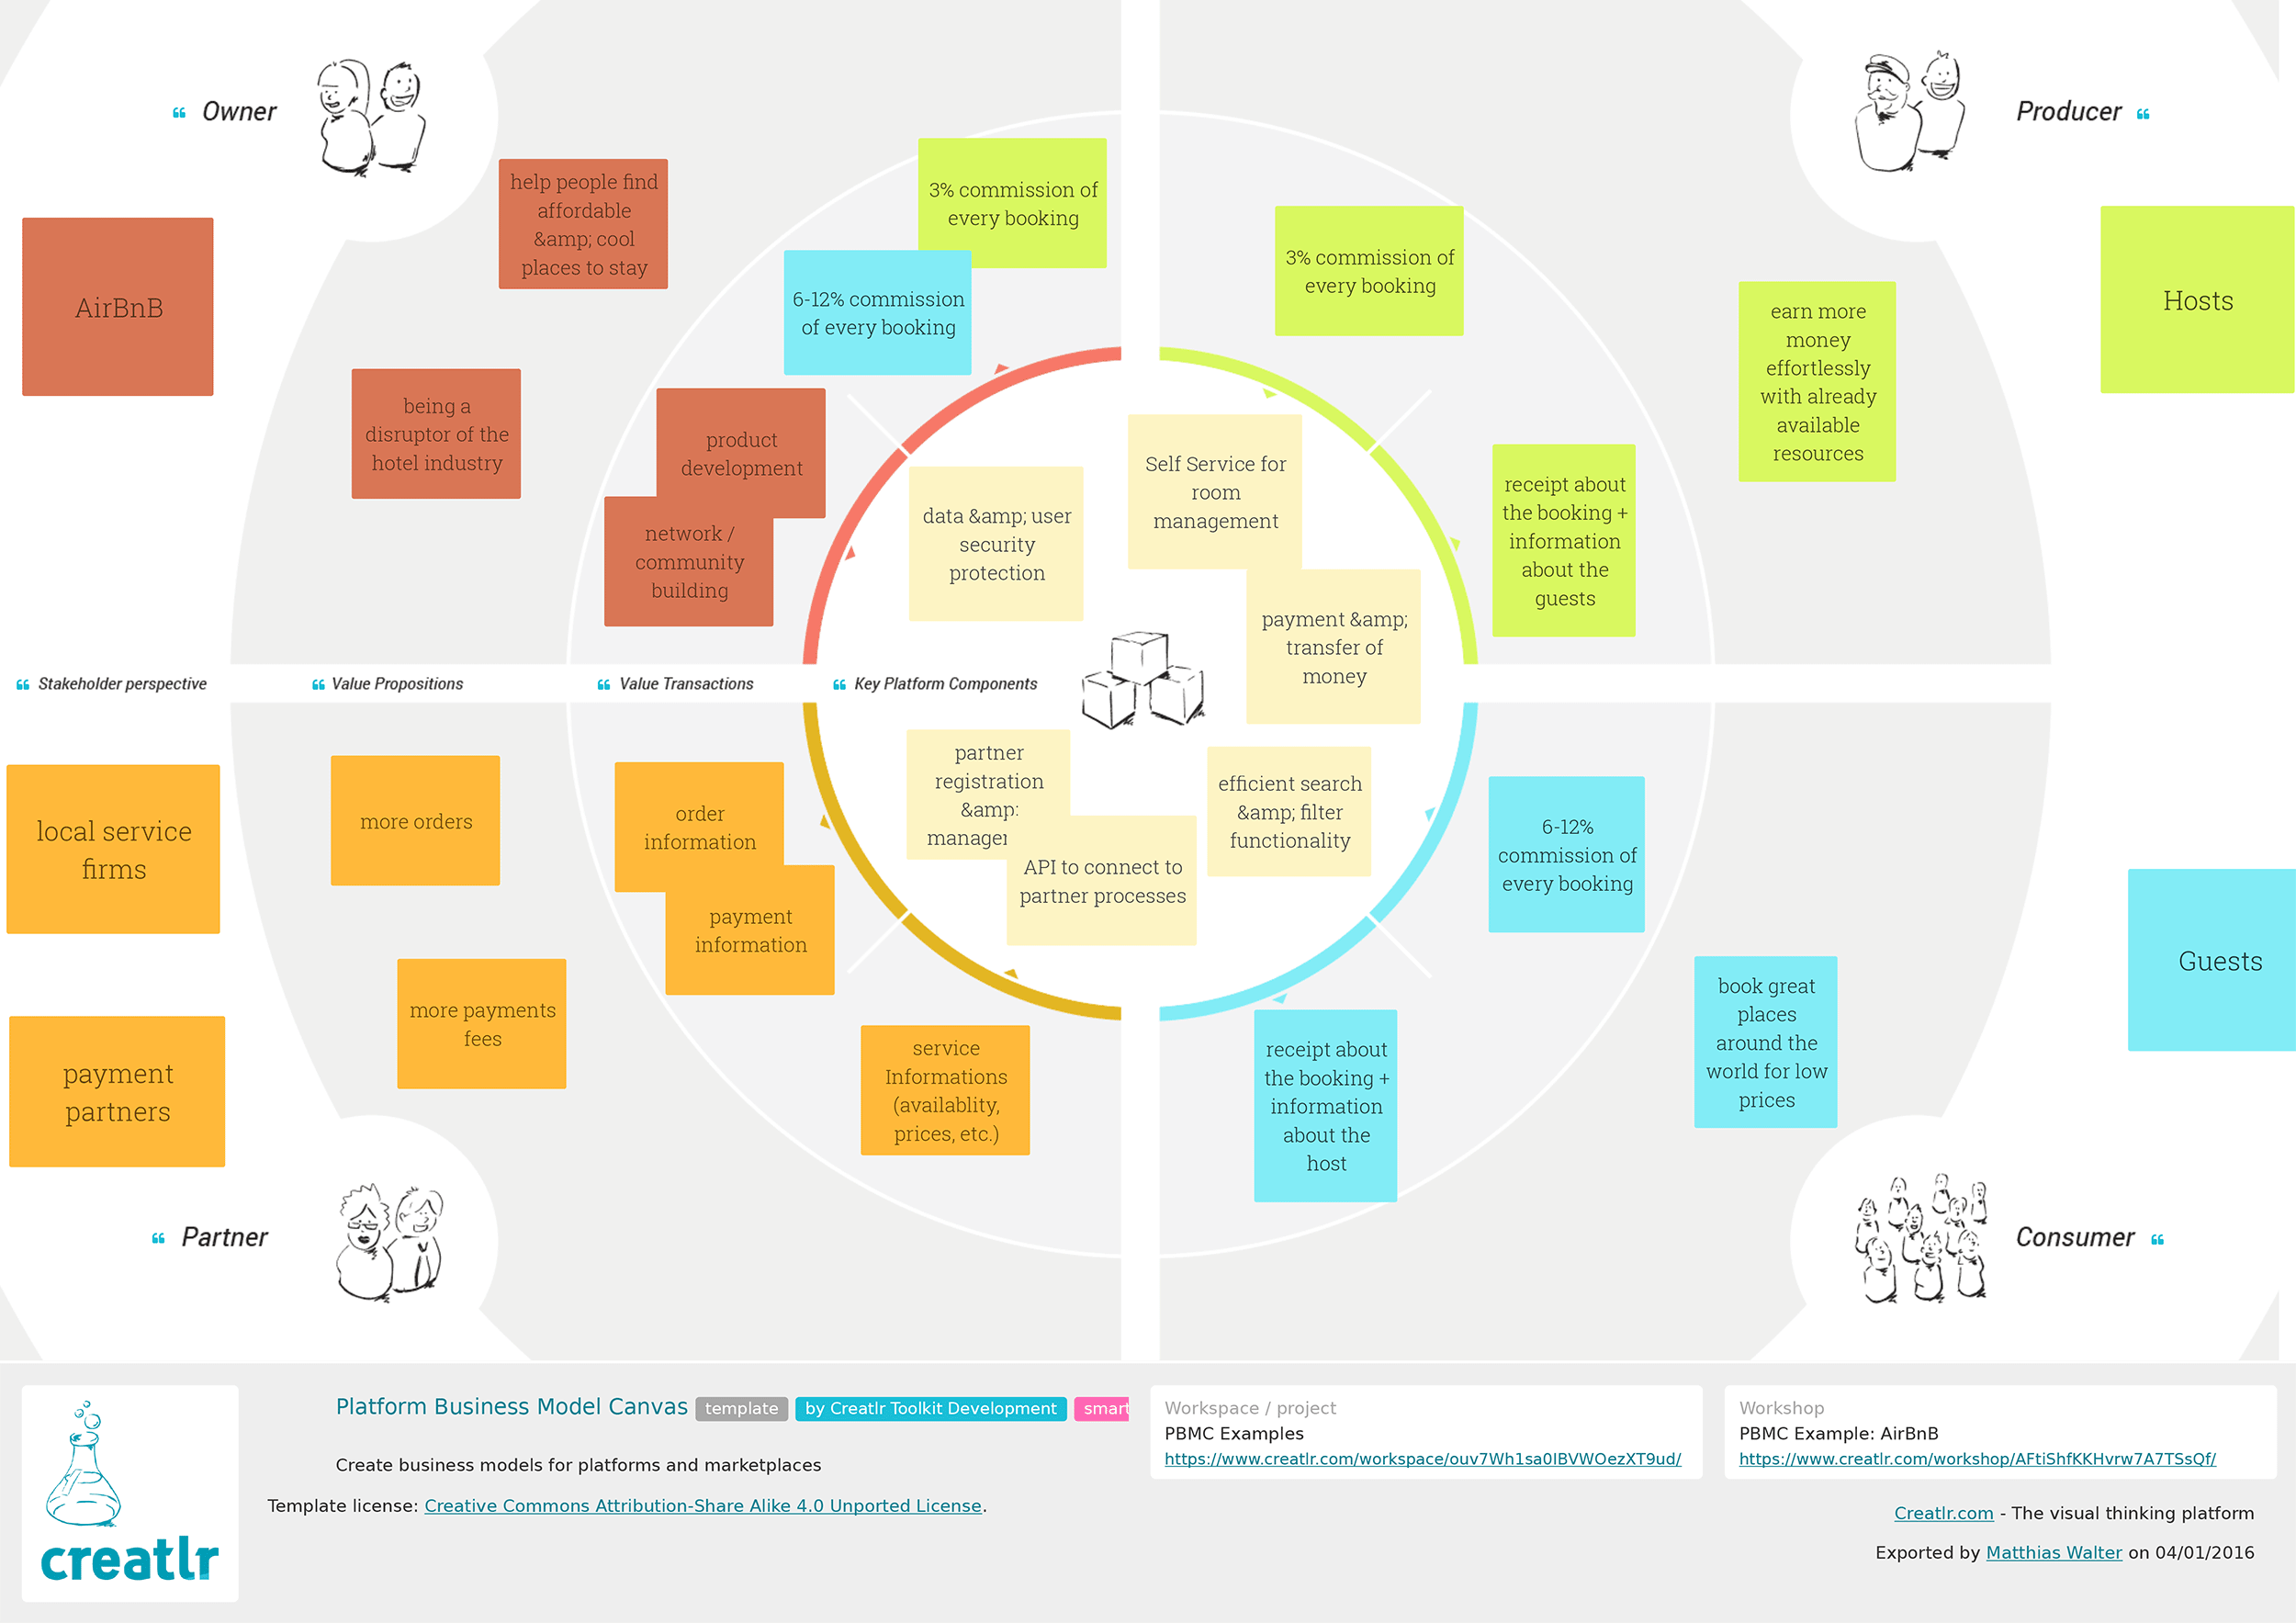 Owner
Producer
AirBnB
help people find
affordable
&amp; cool
places to stay
being a
disruptor of the
hotel industry
3% commission of
every booking
6-12% commission
of every booking
product
development
network /
community
building
3% commission of
every booking
receipt about
the booking +
information
about the
guests
earn more
money
effortlessly
with already
available
resources
Hosts
data &amp; user
security
protection
Self Service for
room
management
payment &amp;
transfer of
money
Stakeholder perspective
Value Propositions
Value Transactions
Key Platform Components
local service
firms
payment
partners
more orders
more payments
fees
order
information
payment
information
service
Informations
(availablity,
prices, etc.)
partner
registration
&amp;
API to connect to
partner processes
efficient search
&amp; filter
functionality
6-12%
commission of
every booking
receipt about
the booking +
information
about the
host
book great
places
around the
world for low
prices
Guests
Partner
Consumer
creatlr
Platform Business Model Canvas template by Creatlr Toolkit Development smart
Create business models for platforms and marketplaces
Template license: Creative Commons Attribution-Share Alike 4.0 Unported License.
Workspace / project
PBMC Examples
https://www.creatlr.com/workspace/ouv7Wh1sa0IBVWOezXT9ud/
Workshop
PBMC Example: AirBnB
https://www.creatlr.com/workshop/AFtiShfKKHvrw7A7TSsQf/
Creatlr.com - The visual thinking platform
Exported by Matthias Walter on 04/01/2016